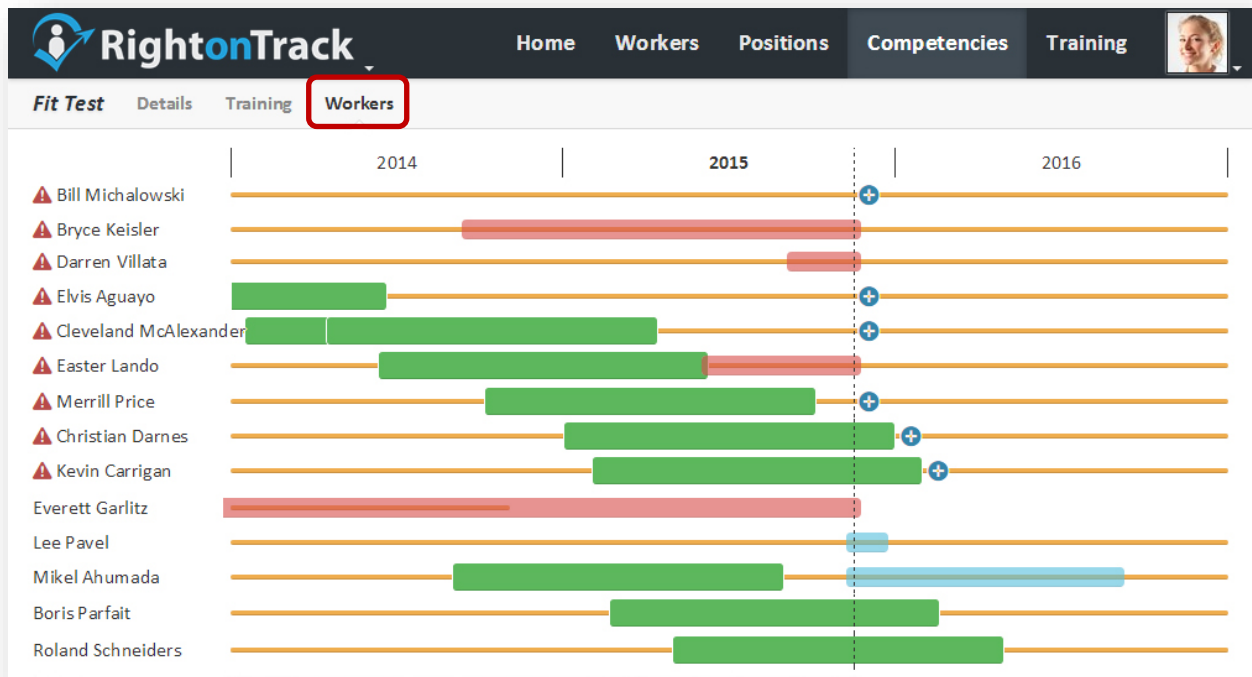 RightonTrack Home Workers Positions Competencies Training
Fit Test Details Training Workers
2014 2015 2016
Bill Michalowski
Bryce Keisler
Darren Villata
Elvis Aguayo
Cleveland McAlexander
Easter Lando
Merrill Price
Christian Darnes
Kevin Carrigan
Everett Garlitz
Lee Pavel
Mikel Ahumada
Boris Parfait
Roland Schneiders